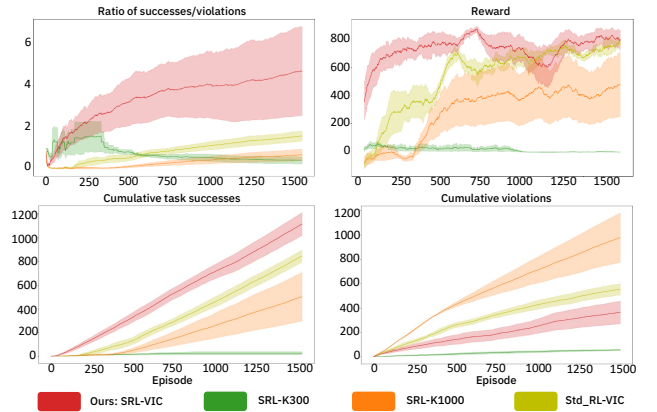 Ratio of successes/violations
6
4
2
0
0 250 500 750 1000 1250 1500
Reward
800
600
400
200
0
0 250 500 750 1000 1250 1500
Cumulative task successes
1200
1000
800
600
400
200
0
0 250 500 750 1000 1250 1500
Episode
Cumulative violations
1200
1000
800
600
400
200
0
0 250 500 750 1000 1250 1500
Episode
Ours: SRL-VIC SRL-K300 SRL-K1000 Std_RL-VIC